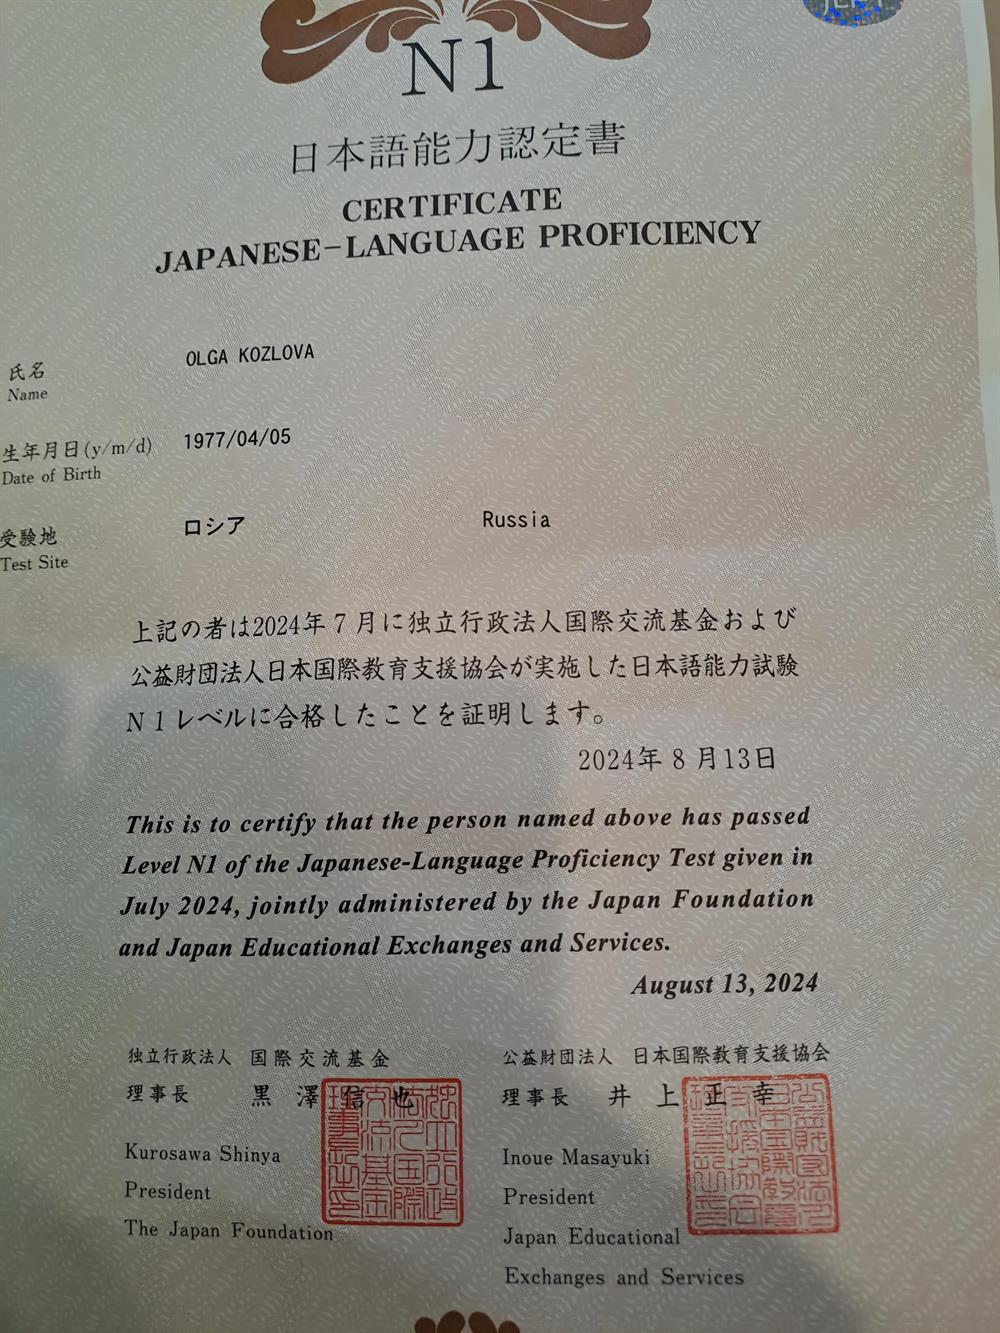 N1
日本語能力認定書
CERTIFICATE
JAPANESE-LANGUAGE PROFICIENCY
氏名
Name
OLGA KOZLOVA
生年月日(y/m/d)
Date of Birth
1977/04/05
受験地
Test Site
ロシア Russia
上記の者は2024年7月に独立行政法人国際交流基金および
公益財団法人日本国際教育支援協会が実施した日本語能力試験
N1レベルに合格したことを証明します。
2024年8月13日
This is to certify that the person named above has passed
Level N1 of the Japanese-Language Proficiency Test given in
July 2024, jointly administered by the Japan Foundation
and Japan Educational Exchanges and Services.
August 13, 2024
独立行政法人 国際交流基金
理事長 黒澤信也
Kurosawa Shinya
President
The Japan Foundation
公益財団法人 日本国際教育支援協会
理事長 井上正幸
Inoue Masayuki
President
Japan Educational
Exchanges and Services